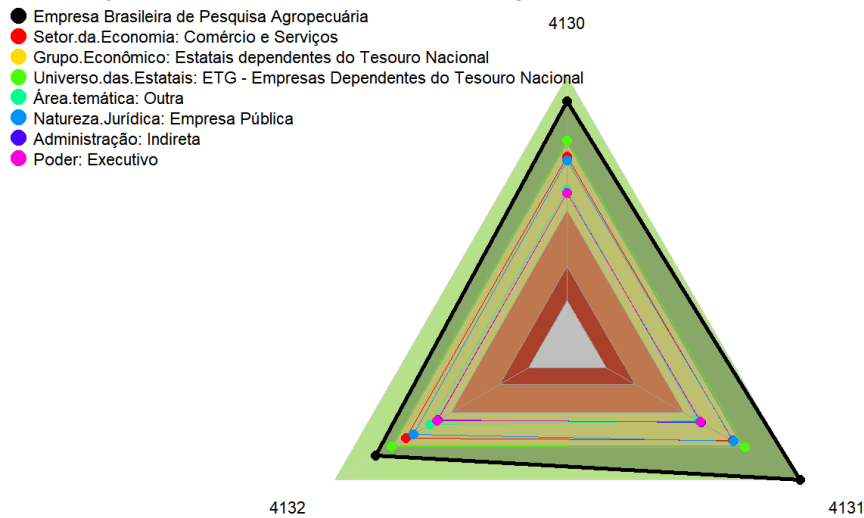 Empresa Brasileira de Pesquisa Agropecuária
Setor.da.Economia: Comércio e Serviços
Grupo.Econômico: Estatais dependentes do Tesouro Nacional
Universo.das.Estatais: ETG - Empresas Dependentes do Tesouro Nacional
Área.temática: Outra
Natureza.Jurídica: Empresa Pública
Administração: Indireta
Poder: Executivo
4130
4132
4131